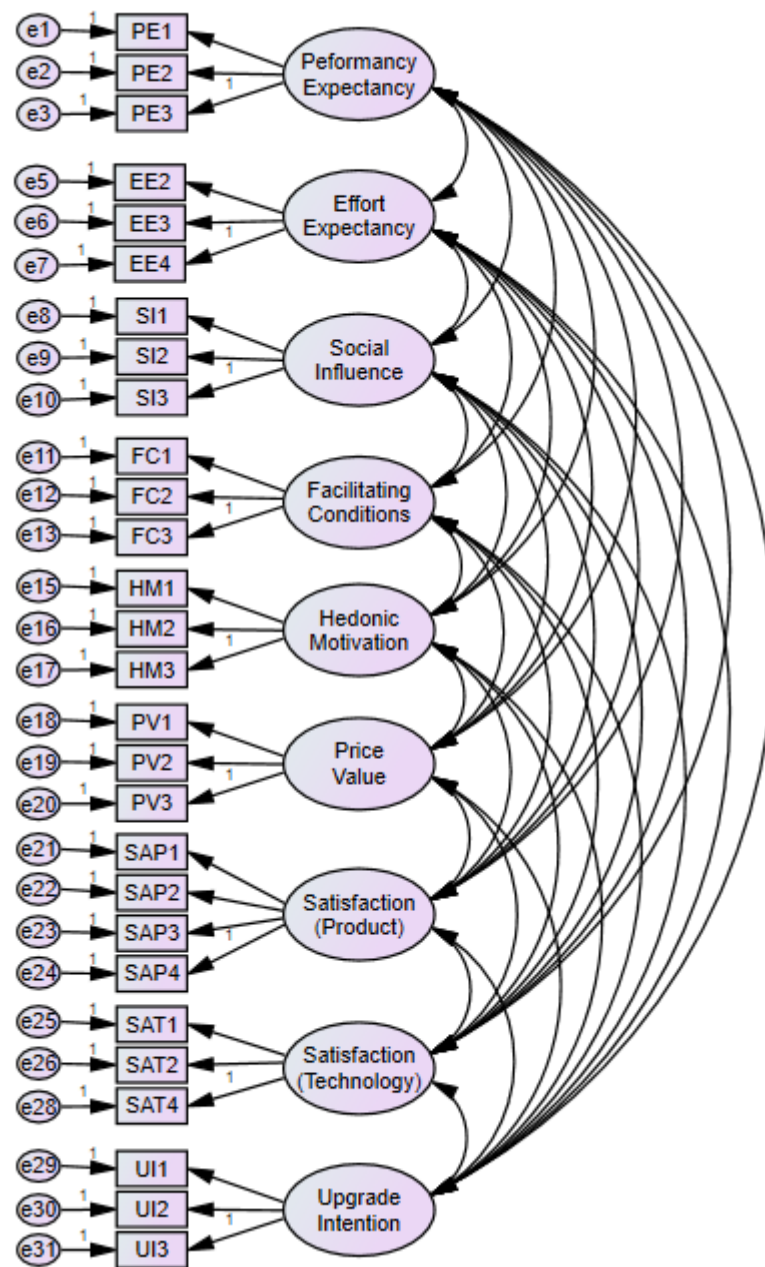 e1 1 PE1
e2 1 PE2
e3 1 PE3
1
Peformancy
Expectancy
e5 1 EE2
e6 1 EE3
e7 1 EE4
1
Effort
Expectancy
e8 1 SI1
e9 1 SI2
e10 1 SI3
1
Social
Influence
e11 1 FC1
e12 1 FC2
e13 1 FC3
1
Facilitating
Conditions
e15 1 HM1
e16 1 HM2
e17 1 HM3
1
Hedonic
Motivation
e18 1 PV1
e19 1 PV2
e20 1 PV3
1
Price
Value
e21 1 SAP1
e22 1 SAP2
e23 1 SAP3
e24 1 SAP4
1
Satisfaction
(Product)
e25 1 SAT1
e26 1 SAT2
e28 1 SAT4
1
Satisfaction
(Technology)
e29 1 UI1
e30 1 UI2
e31 1 UI3
1
Upgrade
Intention